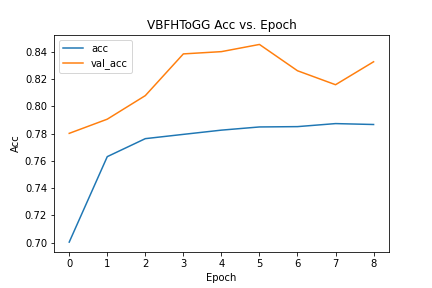 VBFHToGG Acc vs. Epoch
acc
val_acc
0.84
0.82
0.80
0.78
0.76
0.74
0.72
0.70
Acc
0 1 2 3 4 5 6 7 8
Epoch